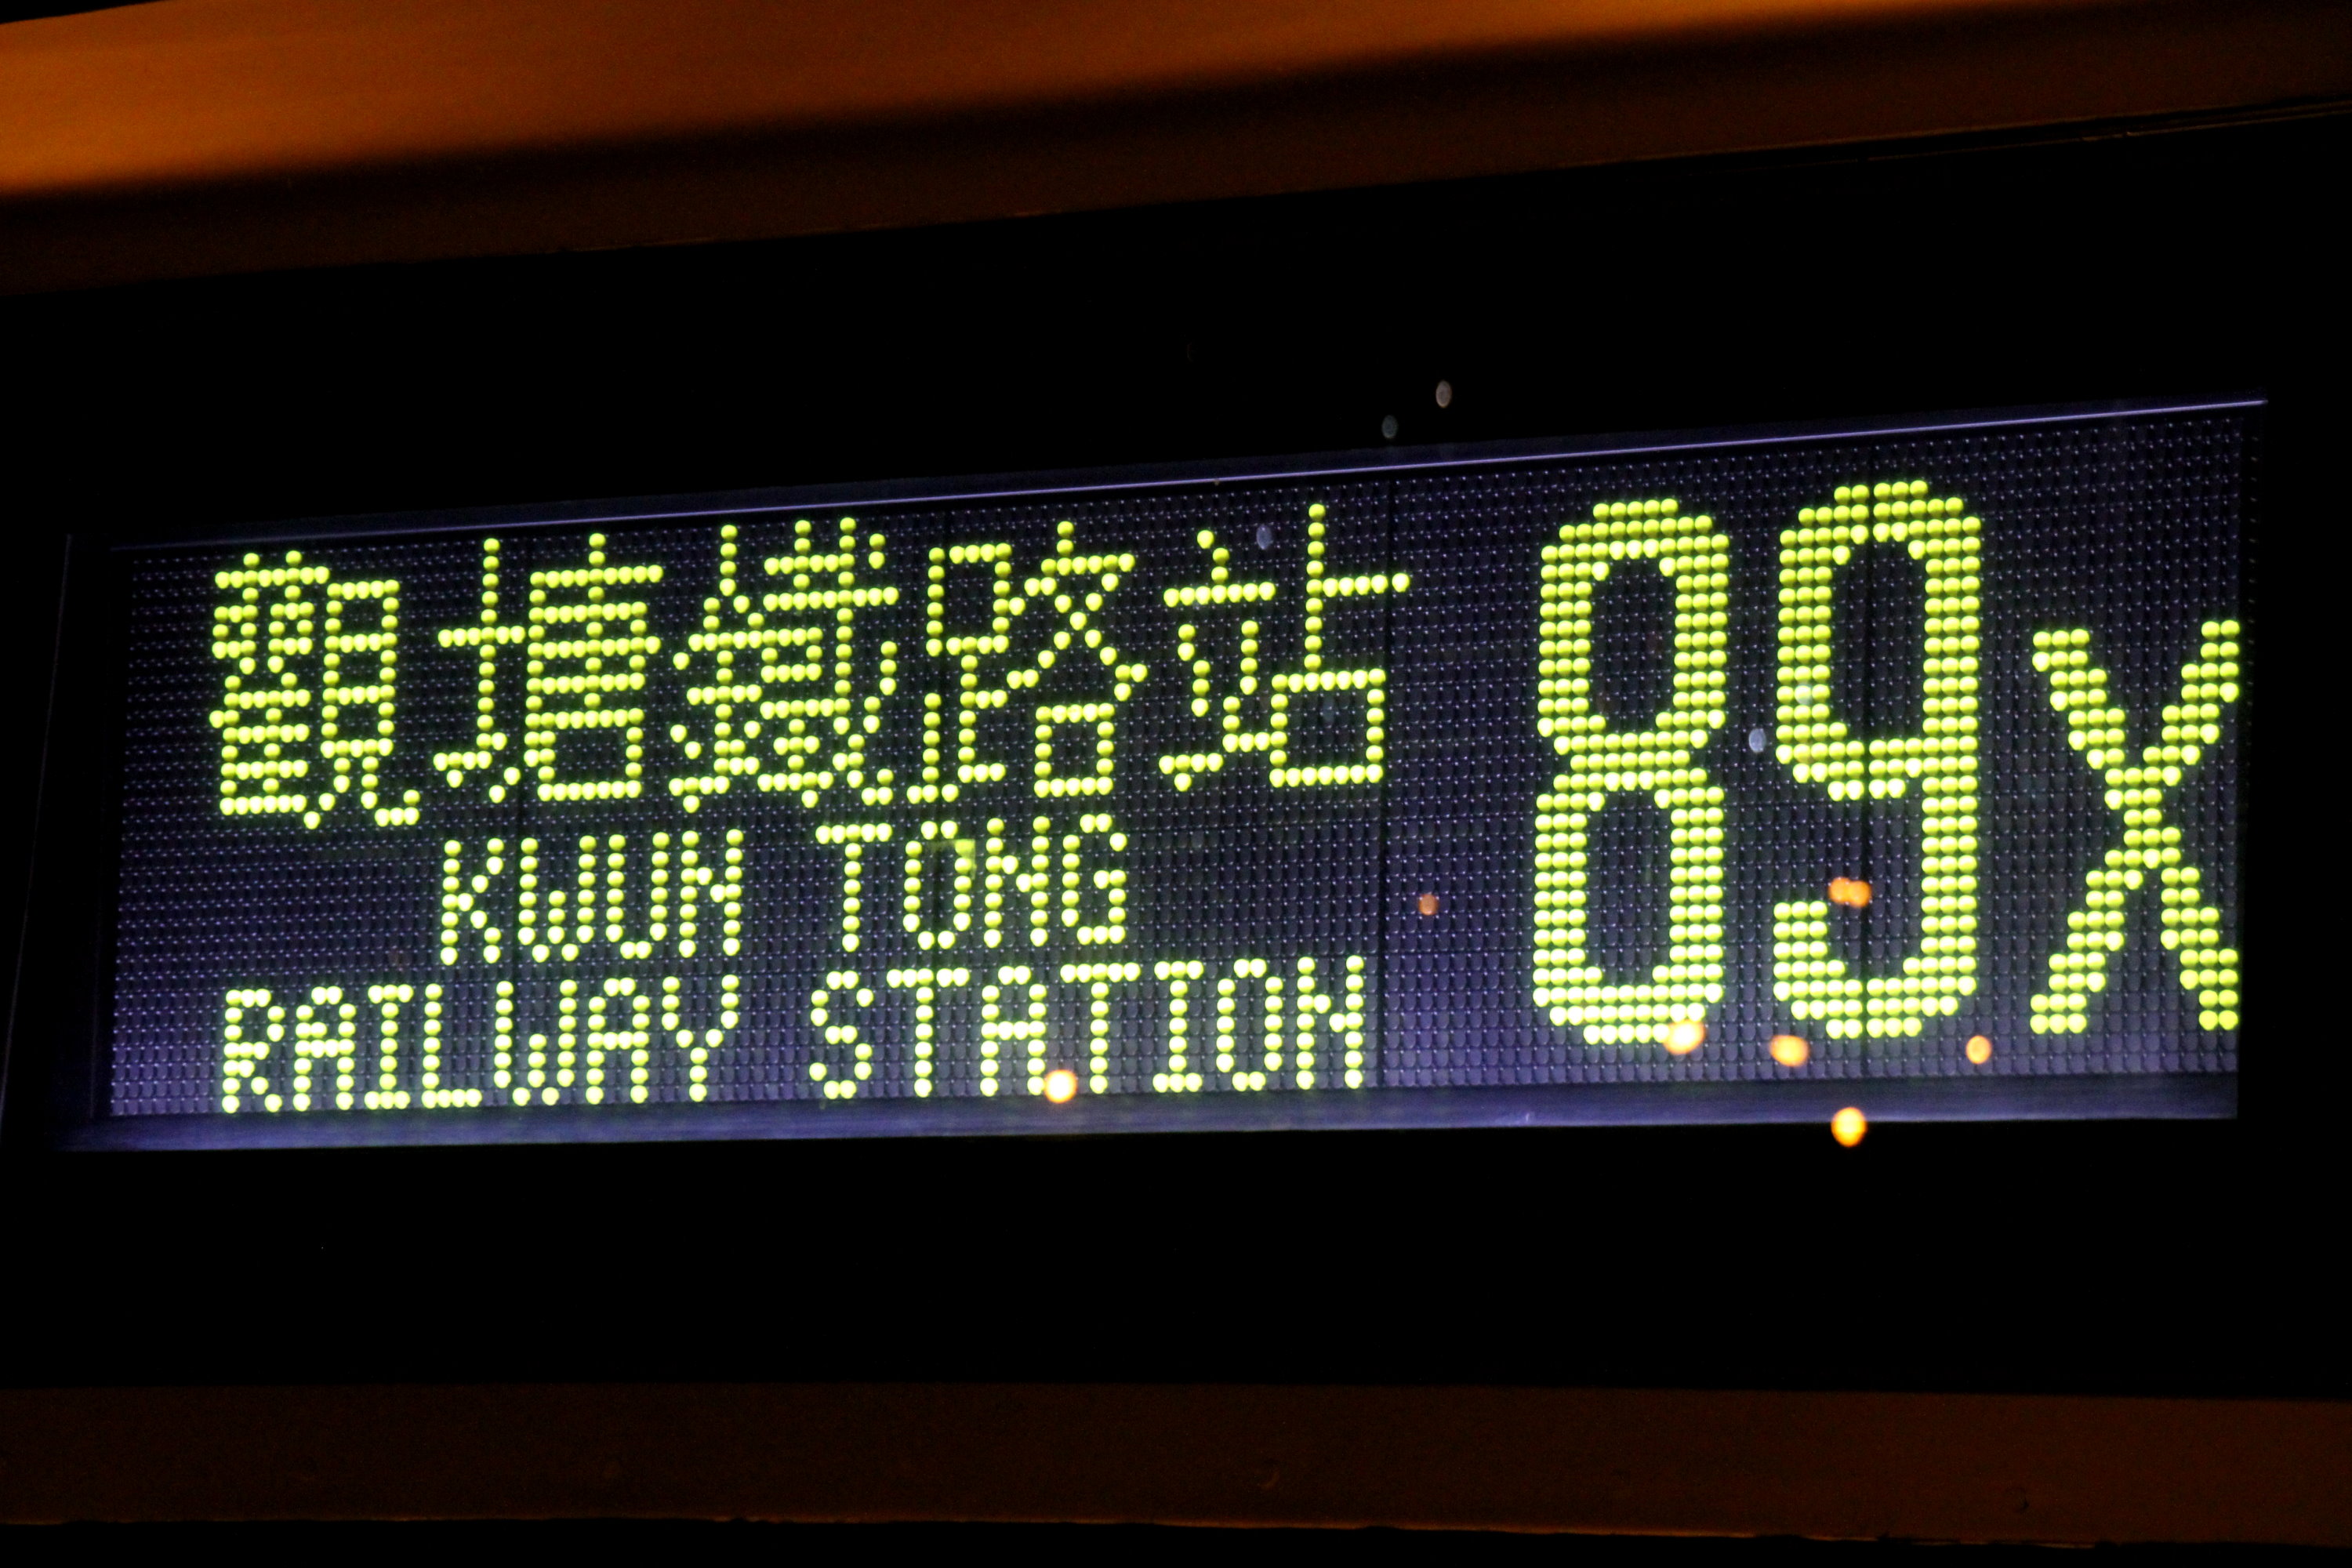 觀塘鐵路站
KWUN TONG
RAILWAY STATION
89X